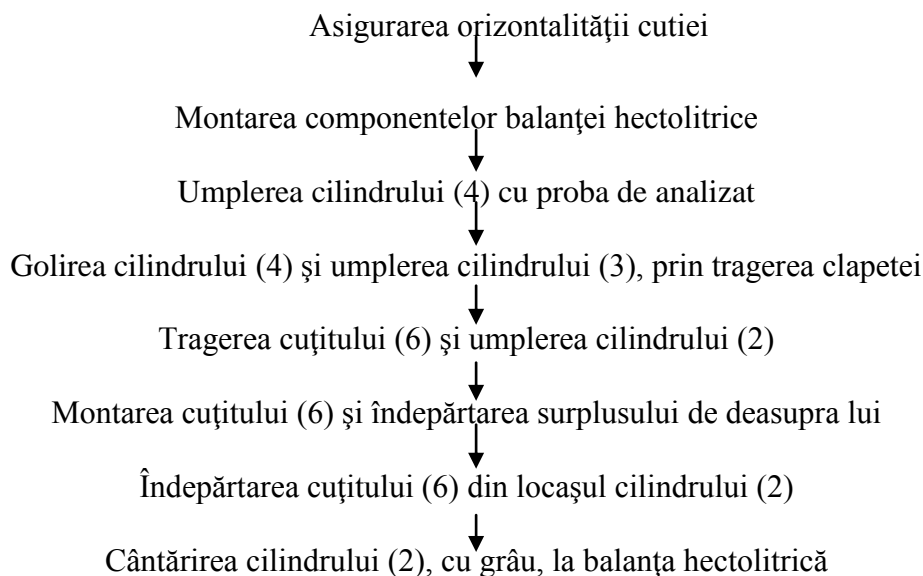 Asigurarea orizontalităţii cutiei
Montarea componentelor balanţei hectolitrice
Umplerea cilindrului (4) cu proba de analizat
Golirea cilindrului (4) şi umplerea cilindrului (3), prin tragerea clapetei
Tragerea cuţitului (6) şi umplerea cilindrului (2)
Montarea cuţitului (6) şi îndepărtarea surplusului de deasupra lui
Îndepărtarea cuţitului (6) din locaşul cilindrului (2)
Cântărirea cilindrului (2), cu grâu, la balanţa hectolitrică